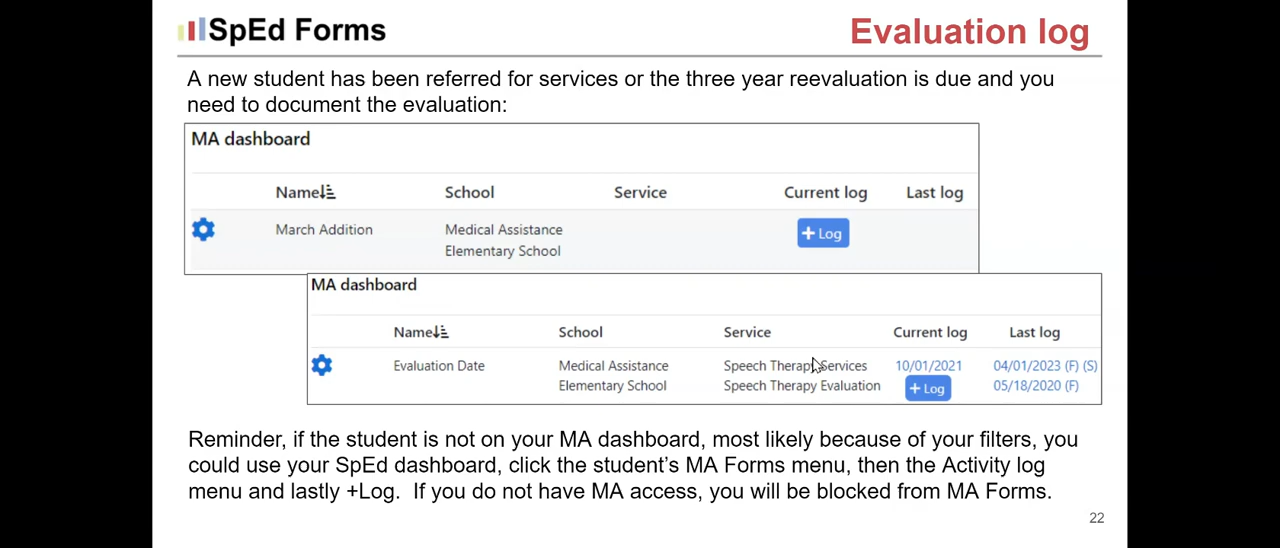 SpEd Forms
Evaluation log
A new student has been referred for services or the three year reevaluation is due and you
need to document the evaluation:
MA dashboard
Name School Service Current log Last log
March Addition Medical Assistance + Log
Elementary School
MA dashboard
Name School Service Current log Last log
Evaluation Date Medical Assistance Speech Therapy Services 10/01/2021 04/01/2023 (F) (S)
Elementary School Speech Therapy Evaluation + Log 05/18/2020 (F)
Reminder, if the student is not on your MA dashboard, most likely because of your filters, you
could use your SpEd dashboard, click the student's MA Forms menu, then the Activity log
menu and lastly +Log.  If you do not have MA access, you will be blocked from MA Forms.
22